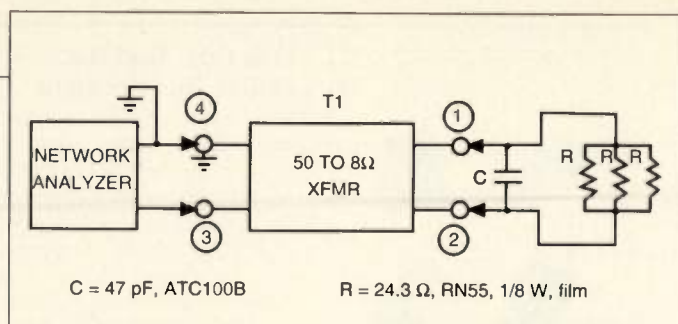 4
T1
1
NETWORK
ANALYZER
50 TO 8Ω
XFMR
C
R
R
R
3
2
C = 47 pF, ATC100B
R = 24.3 Ω, RN55, 1/8 W, film